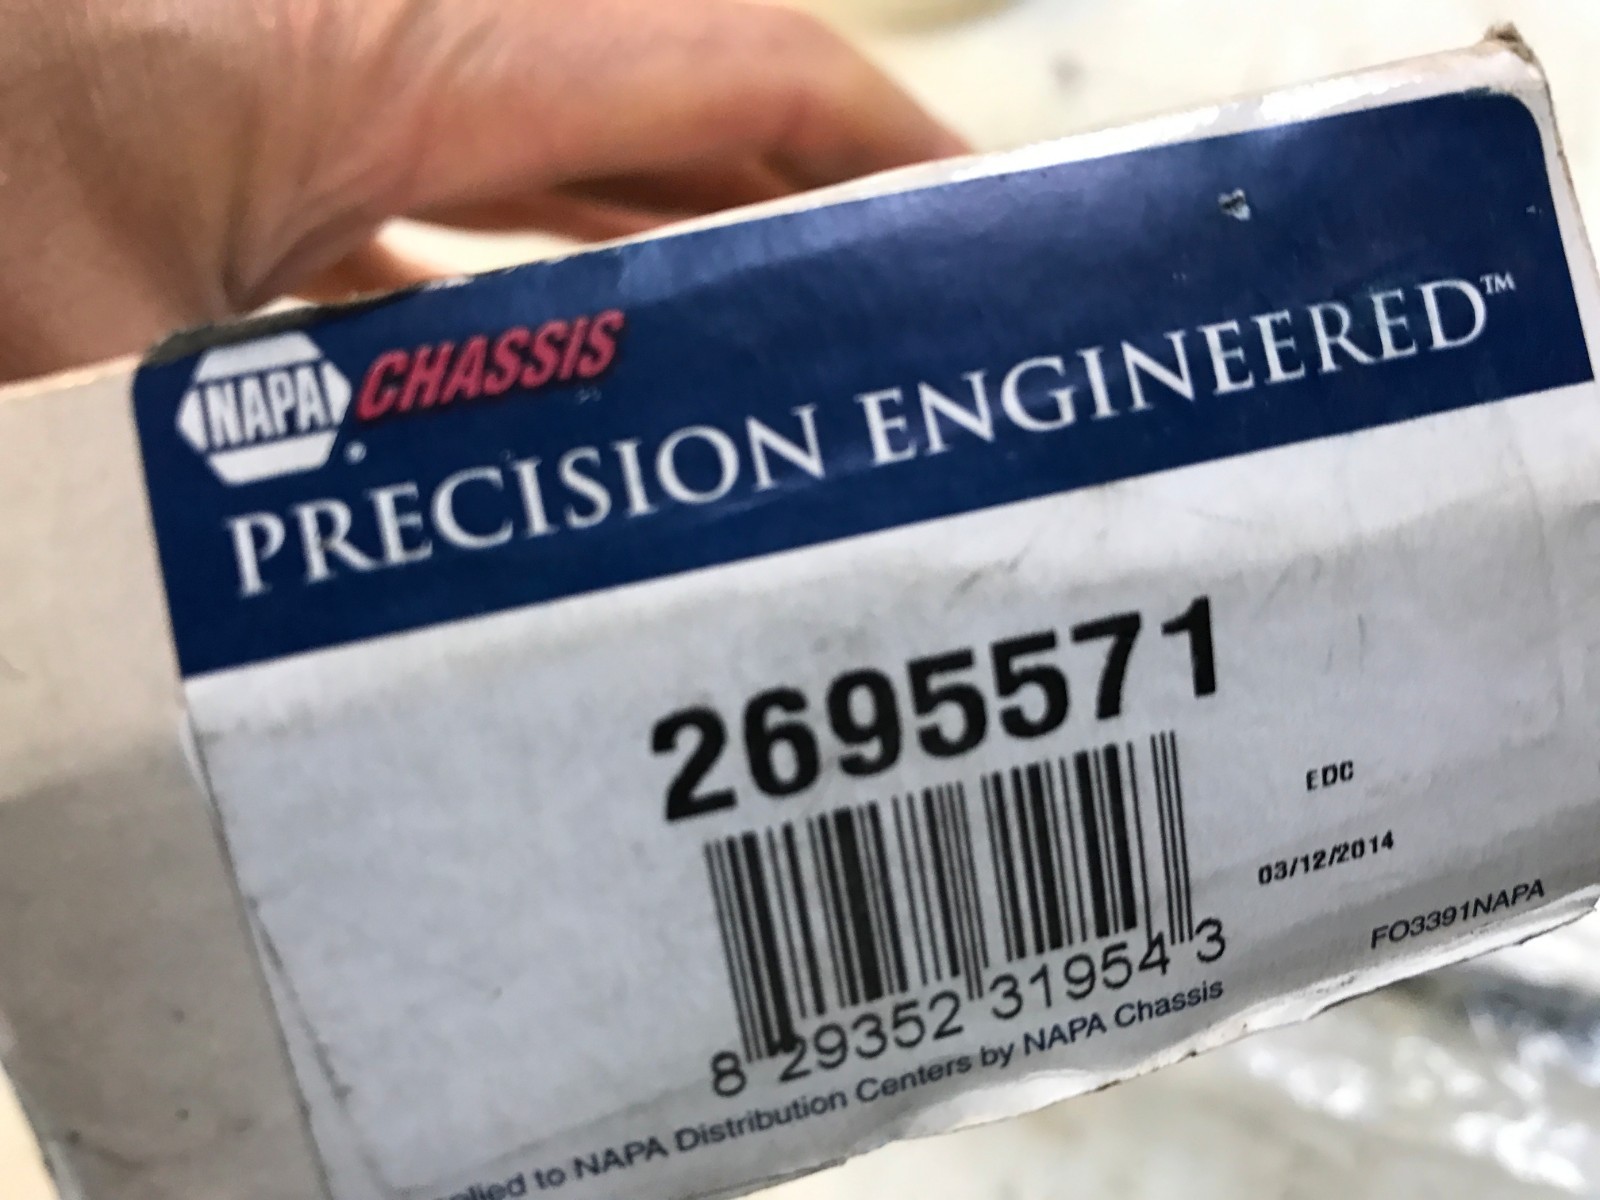 NAPA CHASSIS
PRECISION ENGINEERED™
2695571
EDC
03/12/2014
FO3391NAPA
8 29352 31954 3
to NAPA Distribution Centers by NAPA Chassis